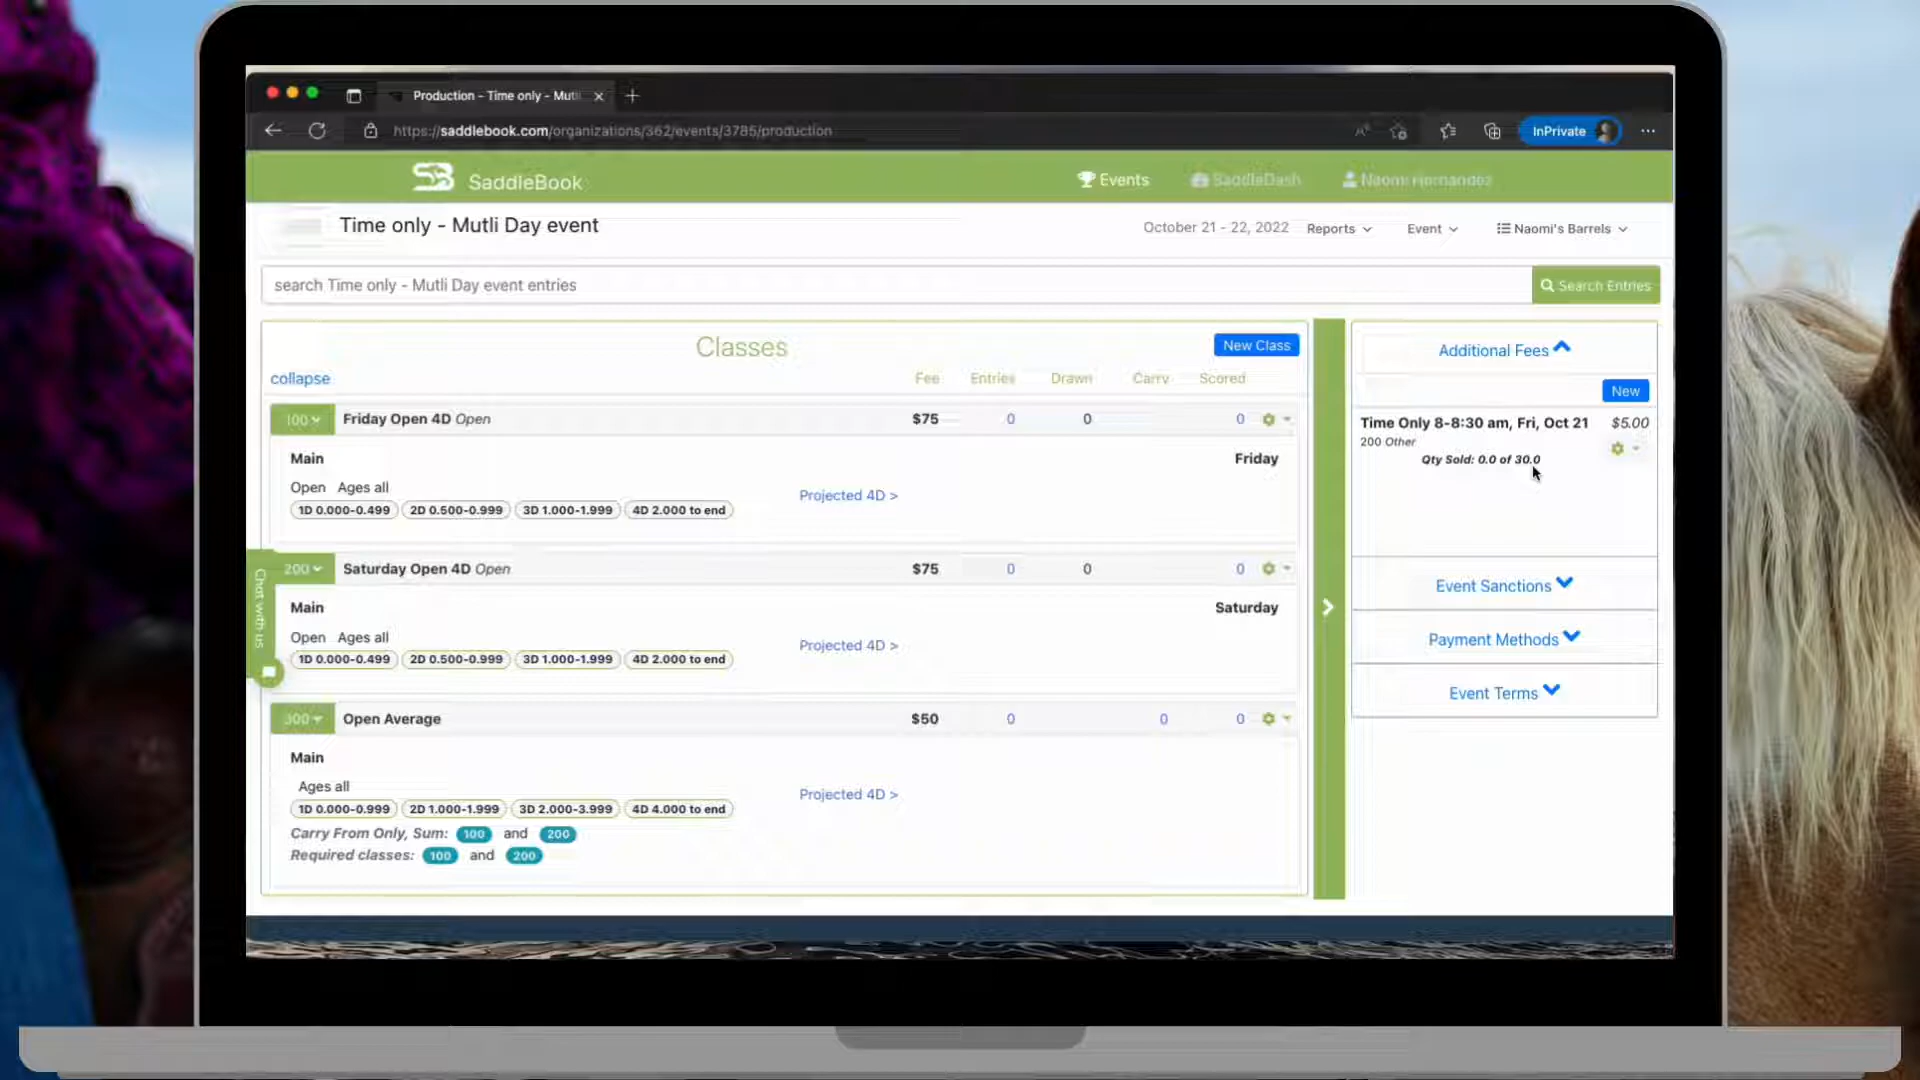 Production - Time only - Mut
https://saddlebook.com/organizations/362/events/3785/production
InPrivate
SB SaddleBook
Events
SaddleDash
Naomi Hernandez
Time only - Mutli Day event
October 21 - 22, 2022
Reports
Event
Naomi's Barrels
search Time only - Mutli Day event entries
Search Entries
Classes
New Class
collapse
Fee Entries Drawn Carry Scored
100 Friday Open 4D Open $75 0 0 0
Main Friday
Open Ages all
Projected 4D >
1D 0.000-0.499 2D 0.500-0.999 3D 1.000-1.999 4D 2.000 to end
200 Saturday Open 4D Open $75 0 0 0
Main Saturday
Open Ages all
Projected 4D >
1D 0.000-0.499 2D 0.500-0.999 3D 1.000-1.999 4D 2.000 to end
300 Open Average $50 0 0 0
Main
Ages all
Projected 4D >
1D 0.000-0.999 2D 1.000-1.999 3D 2.000-3.999 4D 4.000 to end
Carry From Only, Sum: 100 and 200
Required classes: 100 and 200
Chat with us
Additional Fees
New
Time Only 8-8:30 am, Fri, Oct 21 $5.00
200 Other
Qty Sold: 0.0 of 30.0
Event Sanctions
Payment Methods
Event Terms